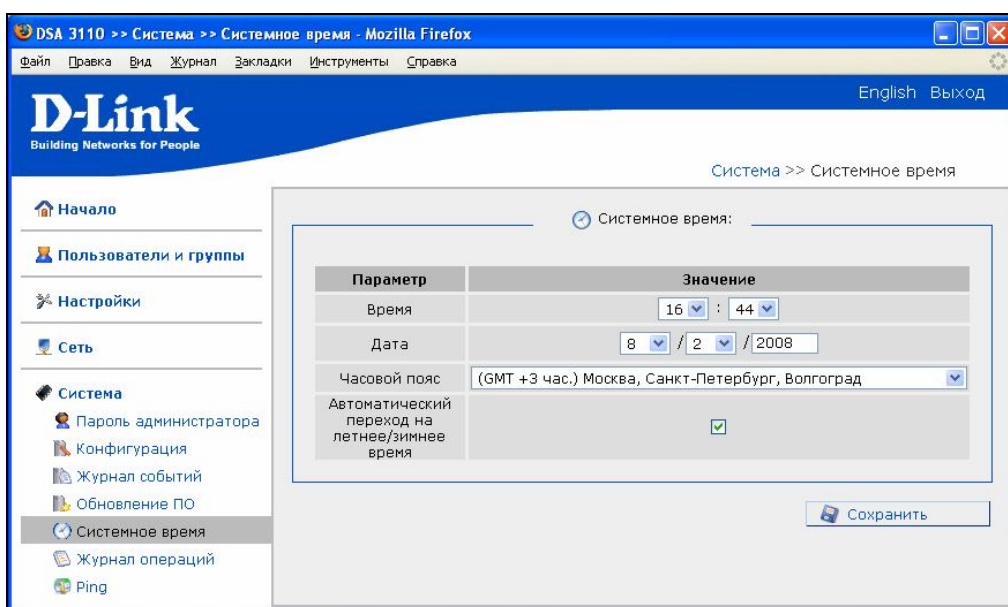 DSA 3110 >> Система >> Системное время - Mozilla Firefox
Файл Правка Вид Журнал Закладки Инструменты Справка
English Выход
D-Link
Building Networks for People
Система >> Системное время
Начало
Пользователи и группы
Настройки
Сеть
Система
Пароль администратора
Конфигурация
Журнал событий
Обновление ПО
Системное время
Журнал операций
Ping
Системное время:
Параметр Значение
Время 16 : 44
Дата 8 / 2 / 2008
Часовой пояс (GMT +3 час.) Москва, Санкт-Петербург, Волгоград
Автоматический
переход на
летнее/зимнее
время
Сохранить